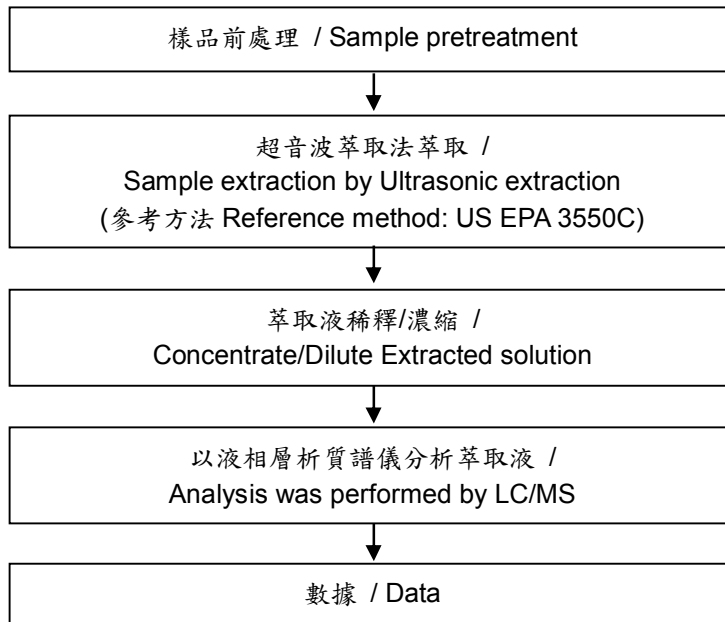 樣品前處理 / Sample pretreatment
超音波萃取法萃取 /
Sample extraction by Ultrasonic extraction
(參考方法 Reference method: US EPA 3550C)
萃取液稀釋/濃縮 /
Concentrate/Dilute Extracted solution
以液相層析質譜儀分析萃取液 /
Analysis was performed by LC/MS
數據 / Data